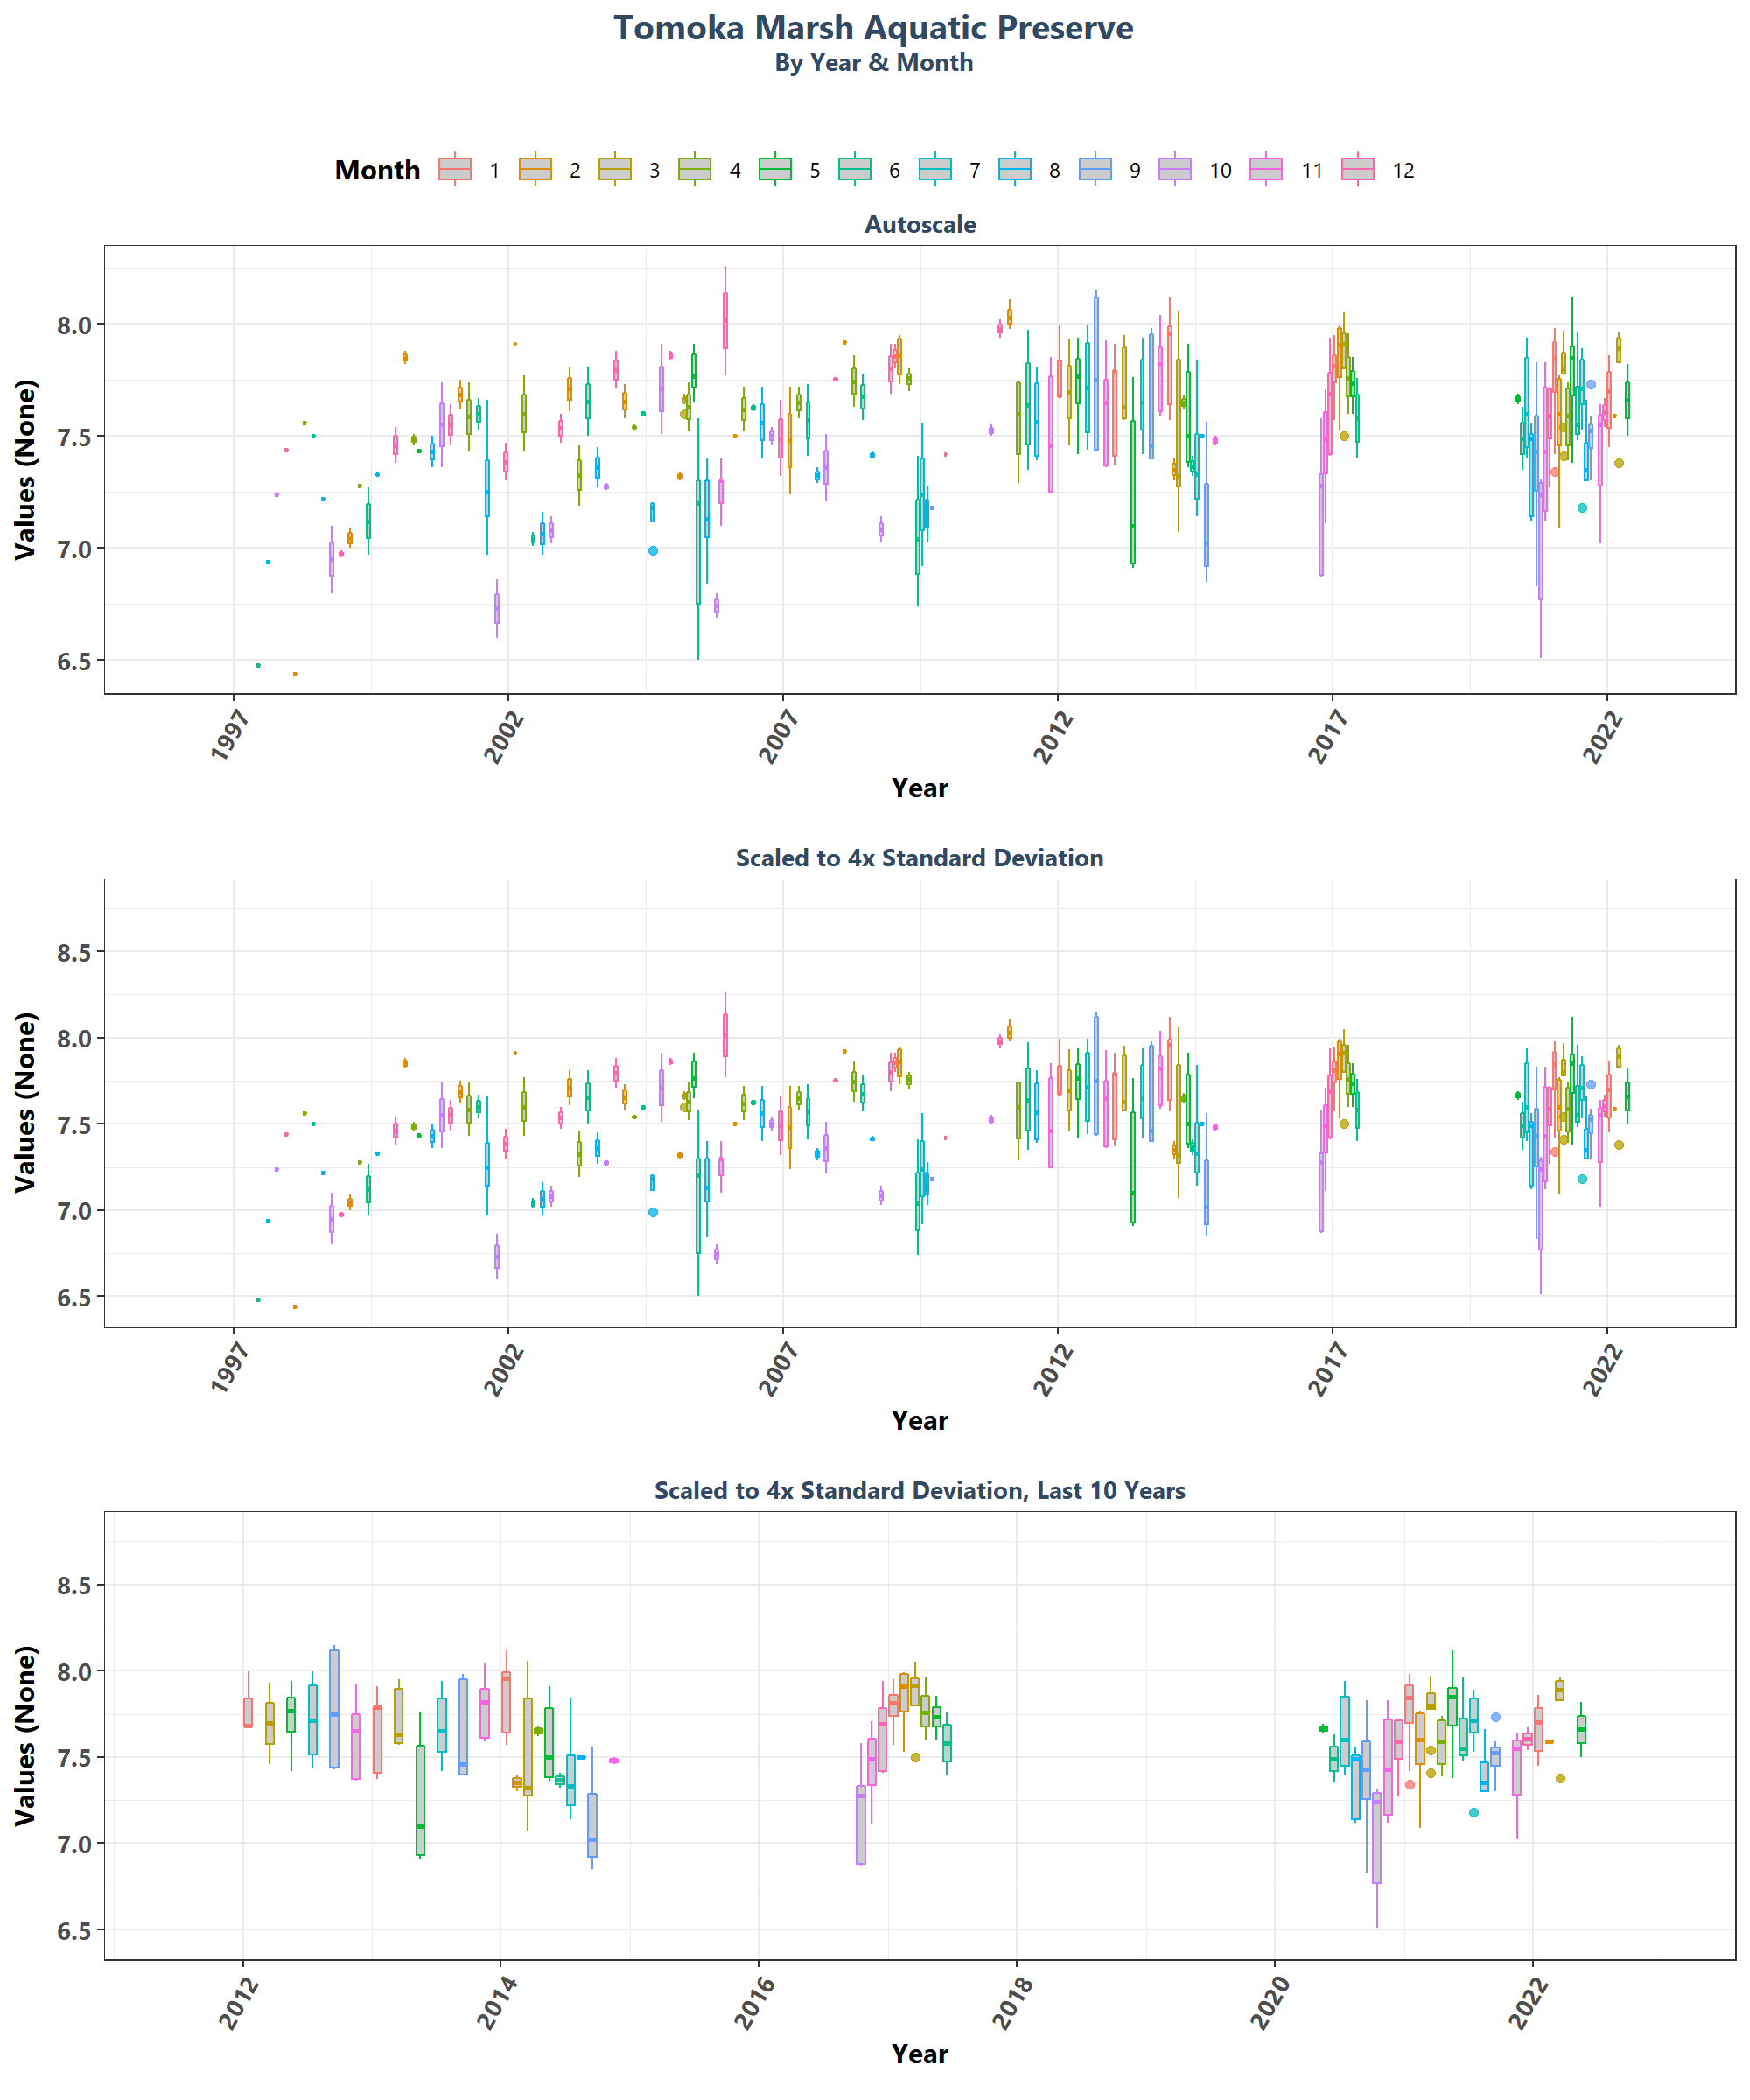 Tomoka Marsh Aquatic Preserve
By Year & Month
Month 1 2 3 4 5 6 7 8 9 10 11 12
Autoscale
Values (None)
8.0
7.5
7.0
6.5
1997 2002 2007 2012 2017 2022
Year
Scaled to 4x Standard Deviation
Values (None)
8.5
8.0
7.5
7.0
6.5
1997 2002 2007 2012 2017 2022
Year
Scaled to 4x Standard Deviation, Last 10 Years
Values (None)
8.5
8.0
7.5
7.0
6.5
2012 2014 2016 2018 2020 2022
Year